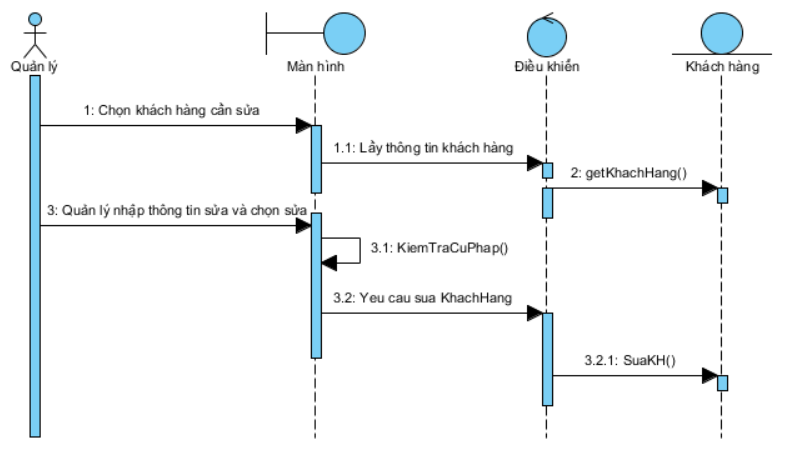 Quản lý
Màn hình
Điều khiển
Khách hàng
1: Chọn khách hàng cần sửa
1.1: Lấy thông tin khách hàng
2: getKhachHang()
3: Quản lý nhập thông tin sửa và chọn sửa
3.1: KiemTraCuPhap()
3.2: Yeu cau sua KhachHang
3.2.1: SuaKH()